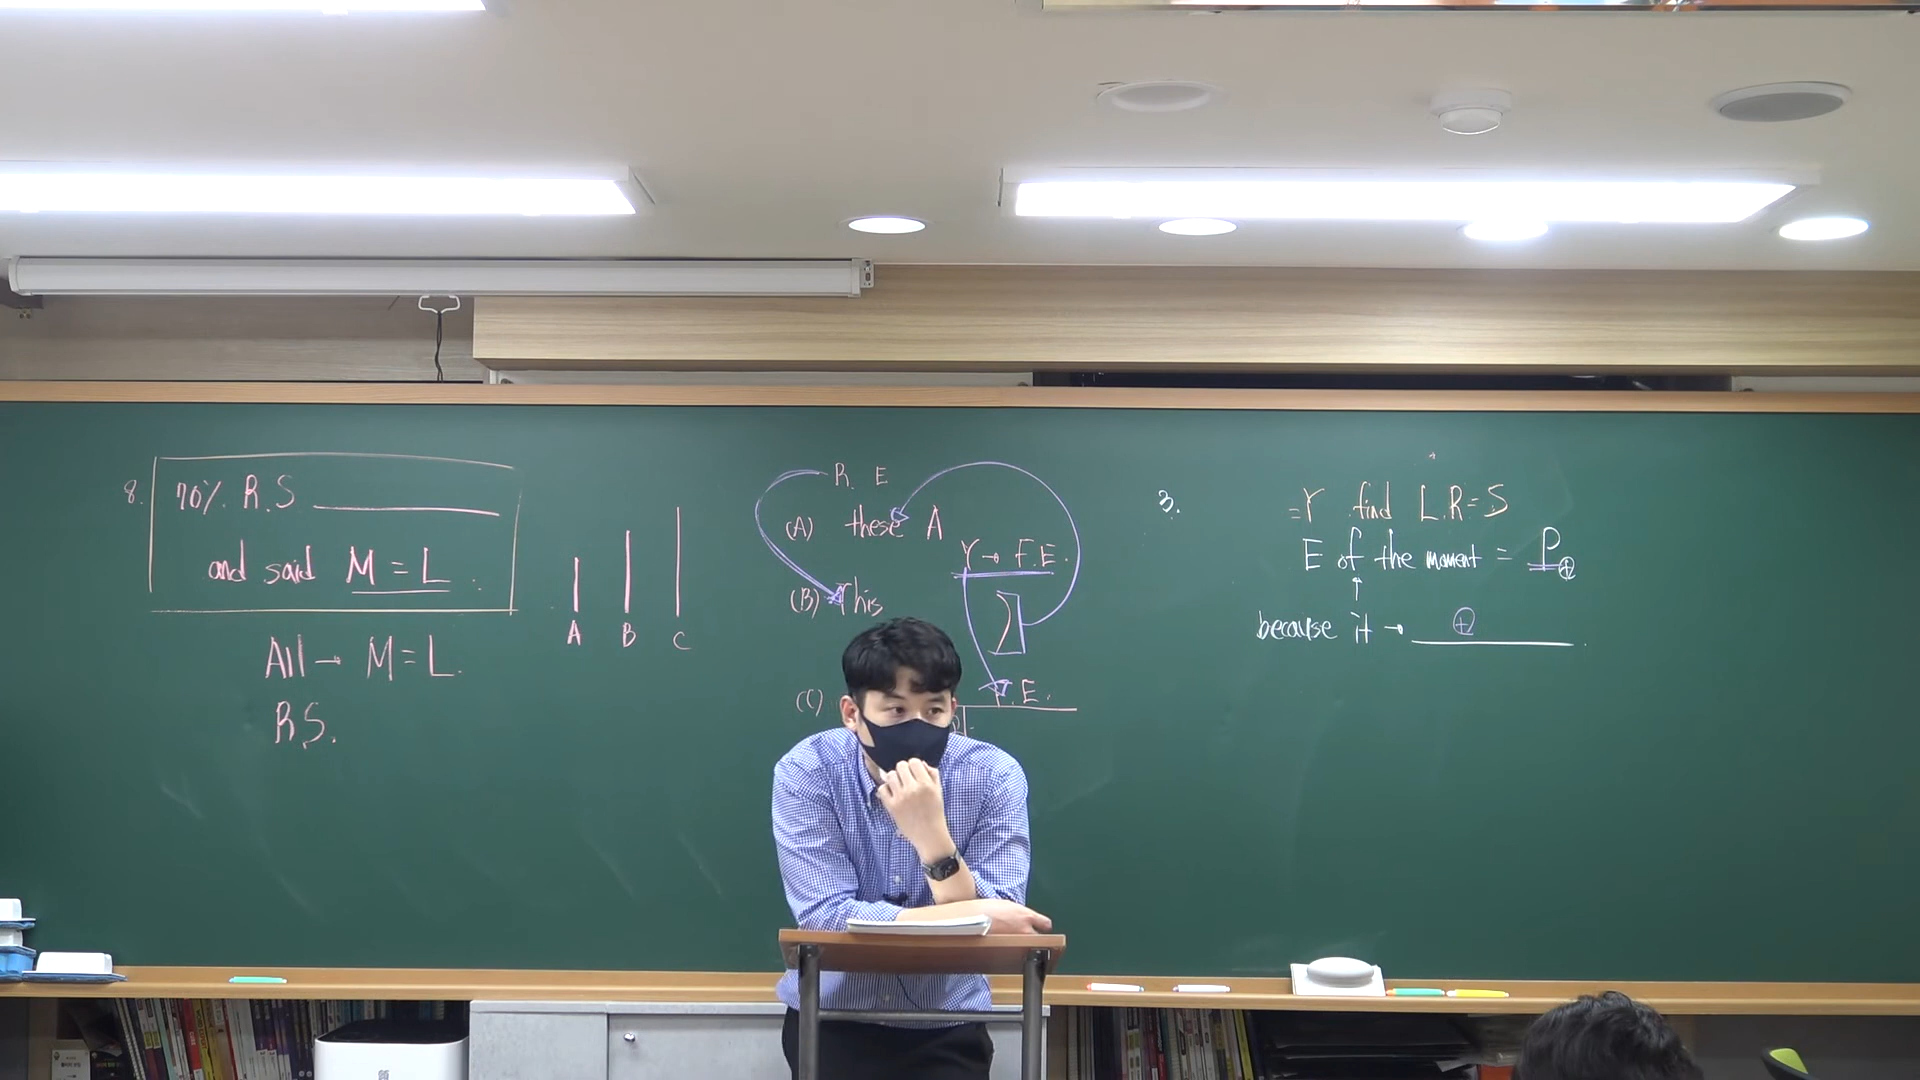 8.
70% R.S
and said M = L.
All → M = L.
R.S.
A B C
R. E
(A) these A
Y → F.E.
(B) This
(C)
F.E.
3.
= Y find L.R = S
E of the moment = P⊕
because it → ⊕